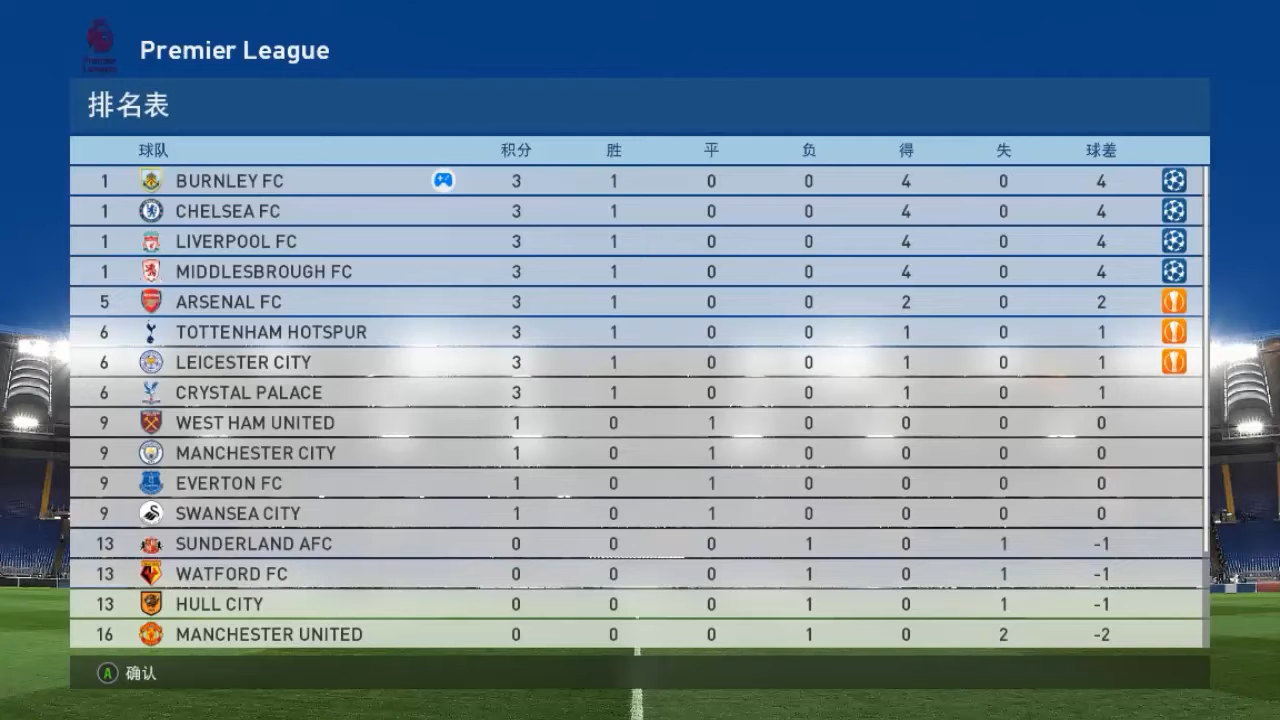 Premier League
排名表
球队 积分 胜 平 负 得 失 球差
1 BURNLEY FC 3 1 0 0 4 0 4
1 CHELSEA FC 3 1 0 0 4 0 4
1 LIVERPOOL FC 3 1 0 0 4 0 4
1 MIDDLESBROUGH FC 3 1 0 0 4 0 4
5 ARSENAL FC 3 1 0 0 2 0 2
6 TOTTENHAM HOTSPUR 3 1 0 0 1 0 1
6 LEICESTER CITY 3 1 0 0 1 0 1
6 CRYSTAL PALACE 3 1 0 0 1 0 1
9 WEST HAM UNITED 1 0 1 0 0 0 0
9 MANCHESTER CITY 1 0 1 0 0 0 0
9 EVERTON FC 1 0 1 0 0 0 0
9 SWANSEA CITY 1 0 1 0 0 0 0
13 SUNDERLAND AFC 0 0 0 1 0 1 -1
13 WATFORD FC 0 0 0 1 0 1 -1
13 HULL CITY 0 0 0 1 0 1 -1
16 MANCHESTER UNITED 0 0 0 1 0 2 -2
A 确认